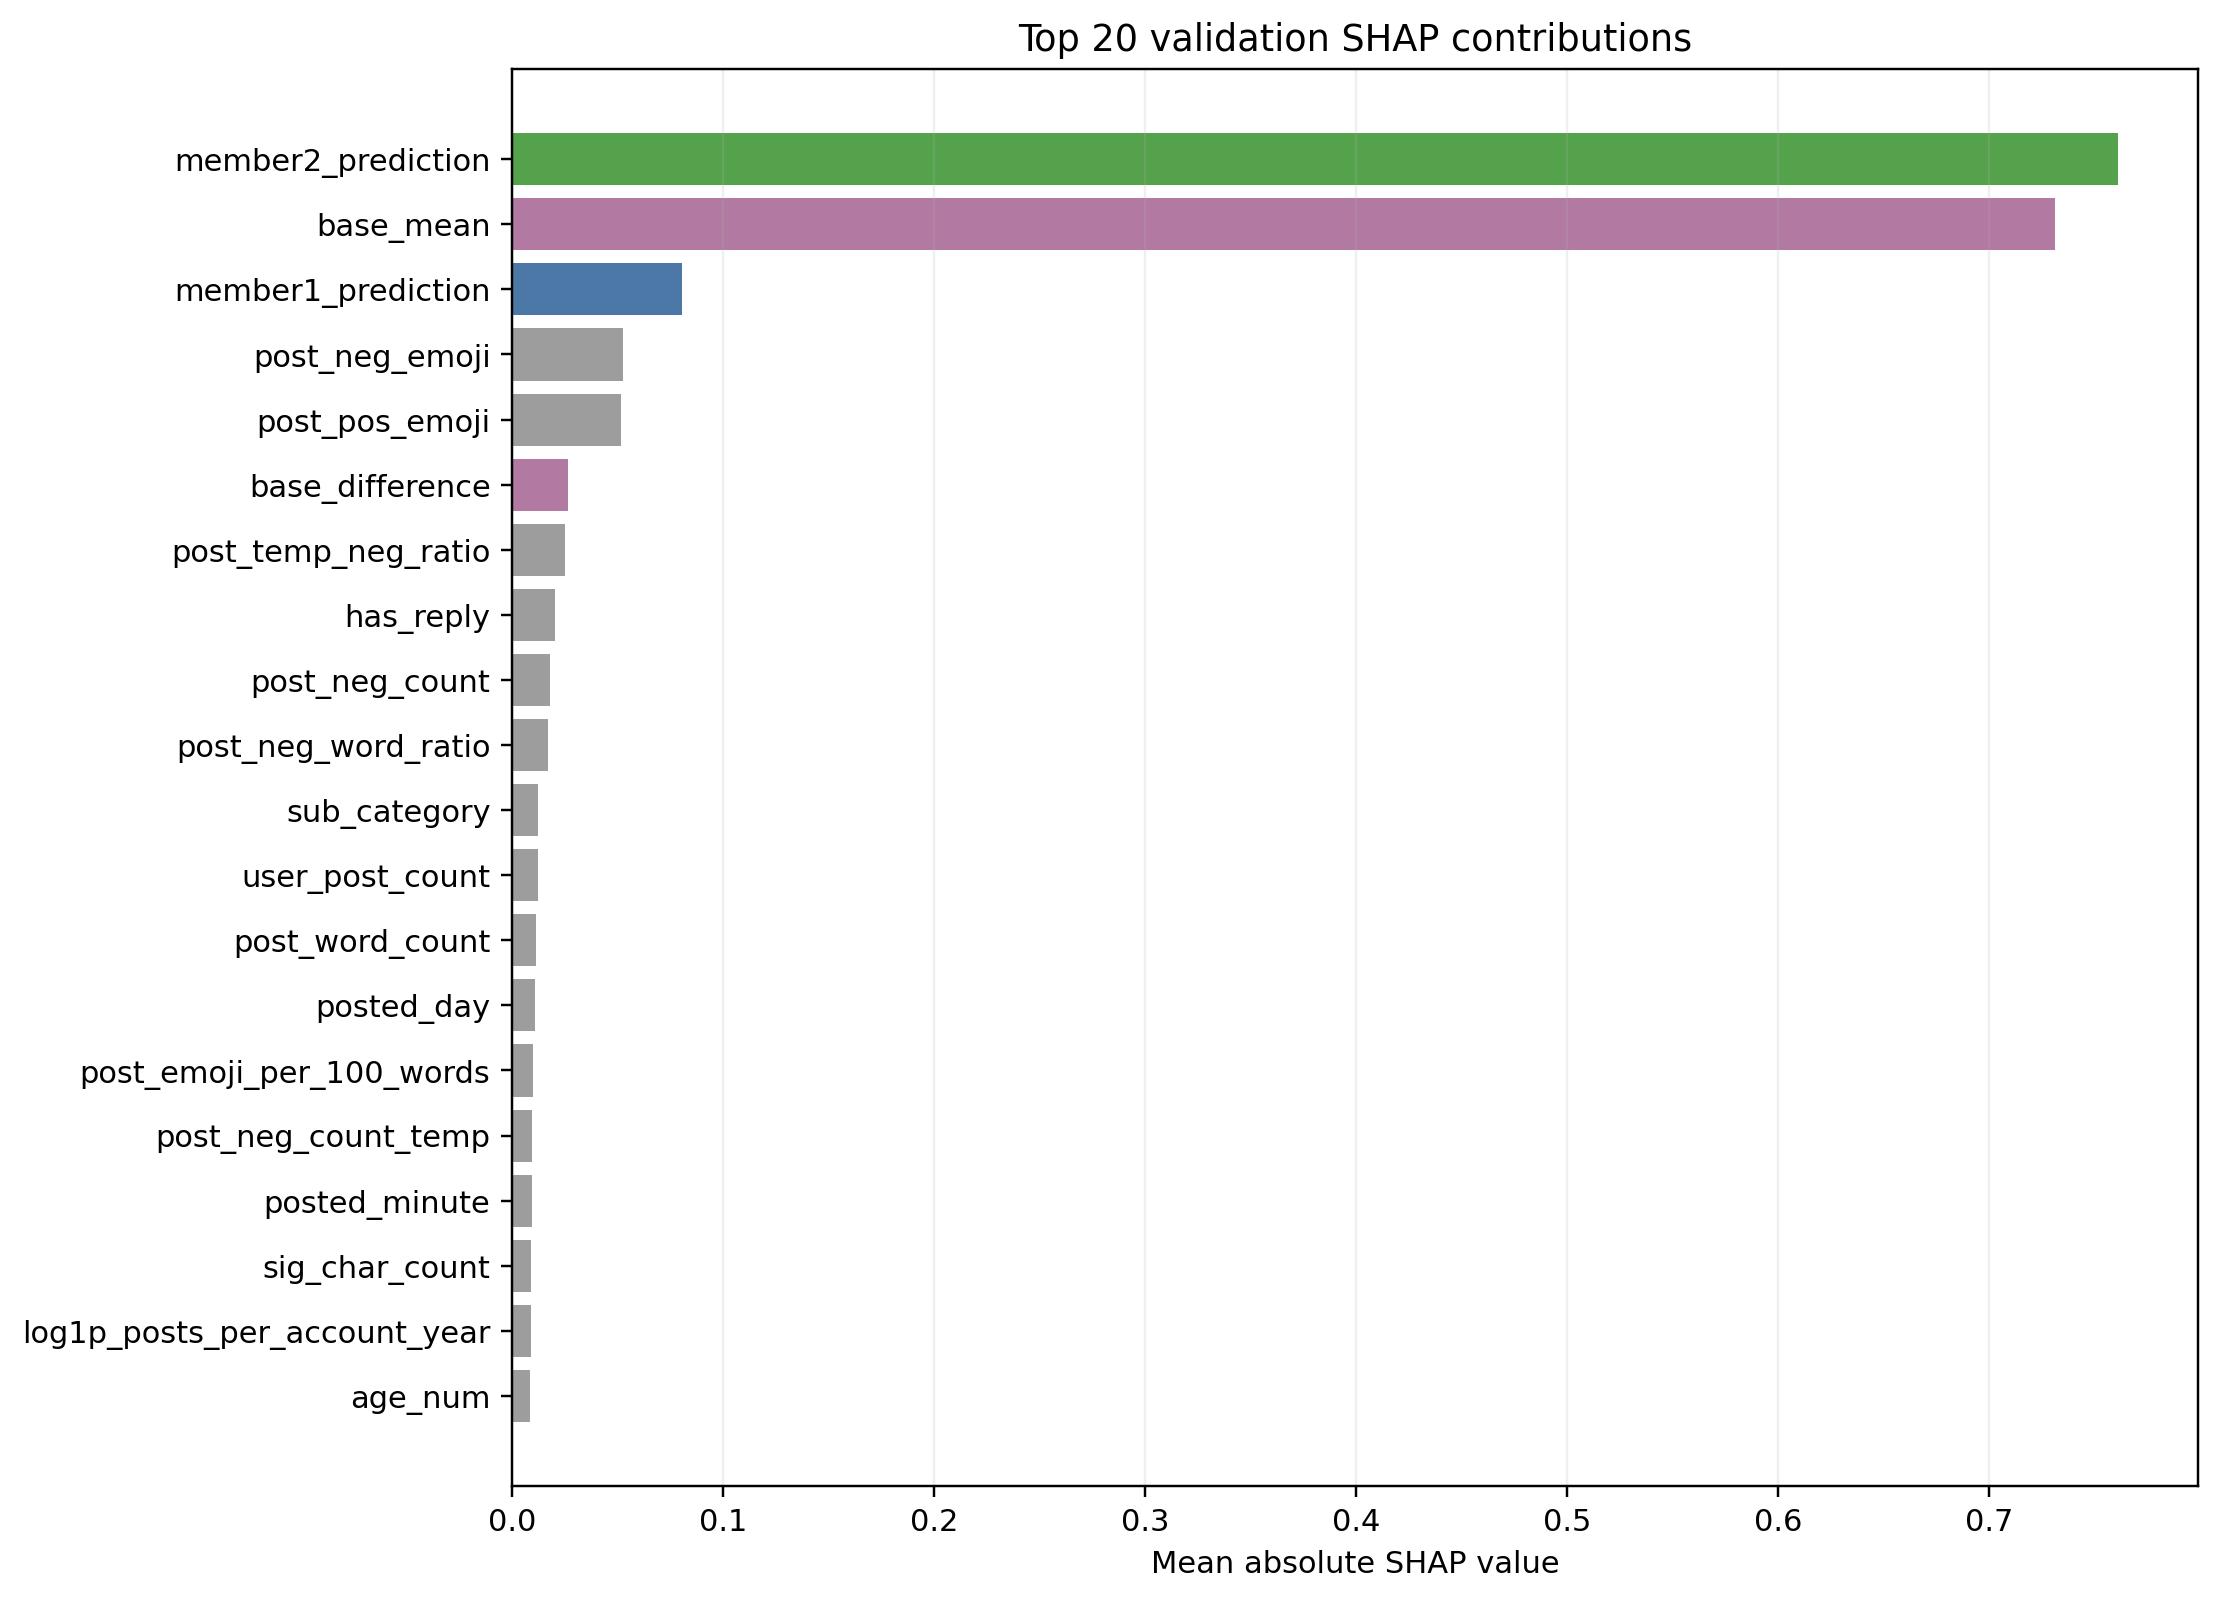 Top 20 validation SHAP contributions
member2_prediction
base_mean
member1_prediction
post_neg_emoji
post_pos_emoji
base_difference
post_temp_neg_ratio
has_reply
post_neg_count
post_neg_word_ratio
sub_category
user_post_count
post_word_count
posted_day
post_emoji_per_100_words
post_neg_count_temp
posted_minute
sig_char_count
log1p_posts_per_account_year
age_num
0.0 0.1 0.2 0.3 0.4 0.5 0.6 0.7
Mean absolute SHAP value